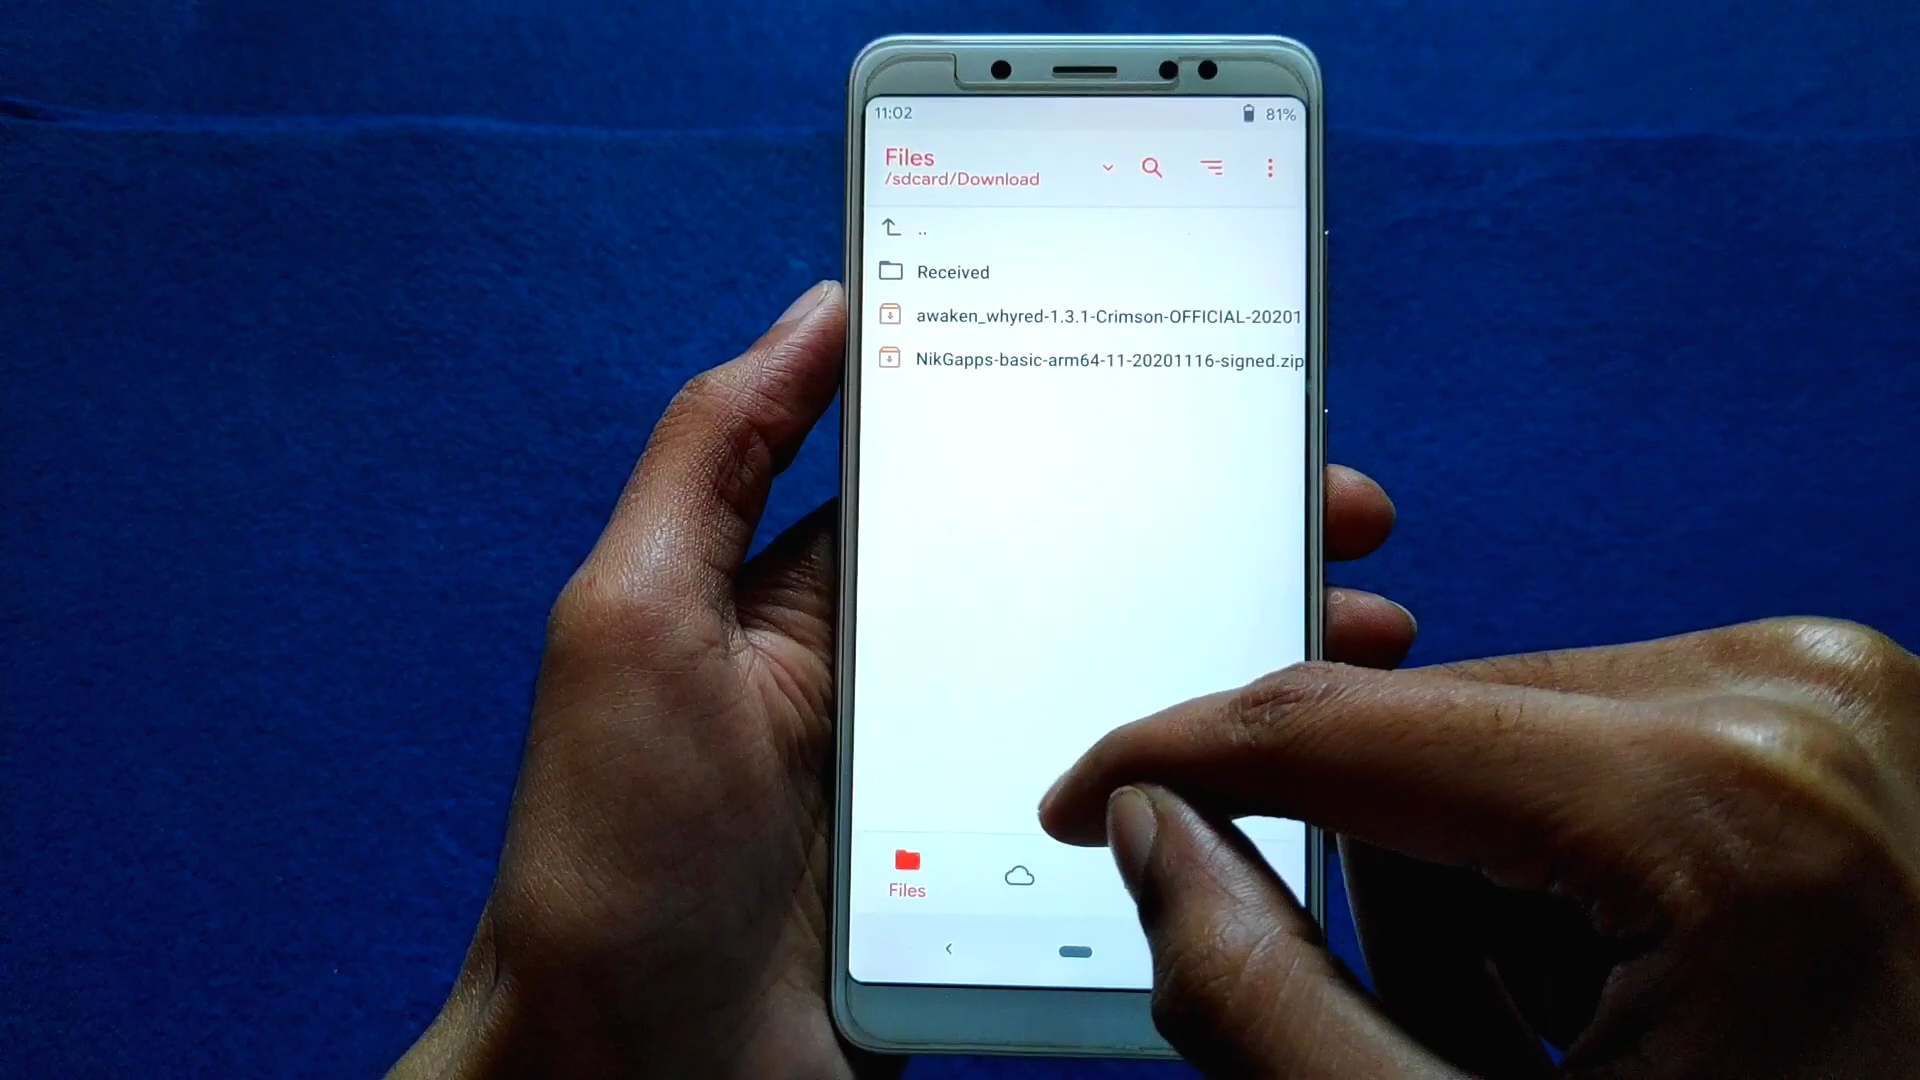 11:02
81%
Files
/sdcard/Download
..
Received
awaken_whyred-1.3.1-Crimson-OFFICIAL-20201
NikGapps-basic-arm64-11-20201116-signed.zip
Files